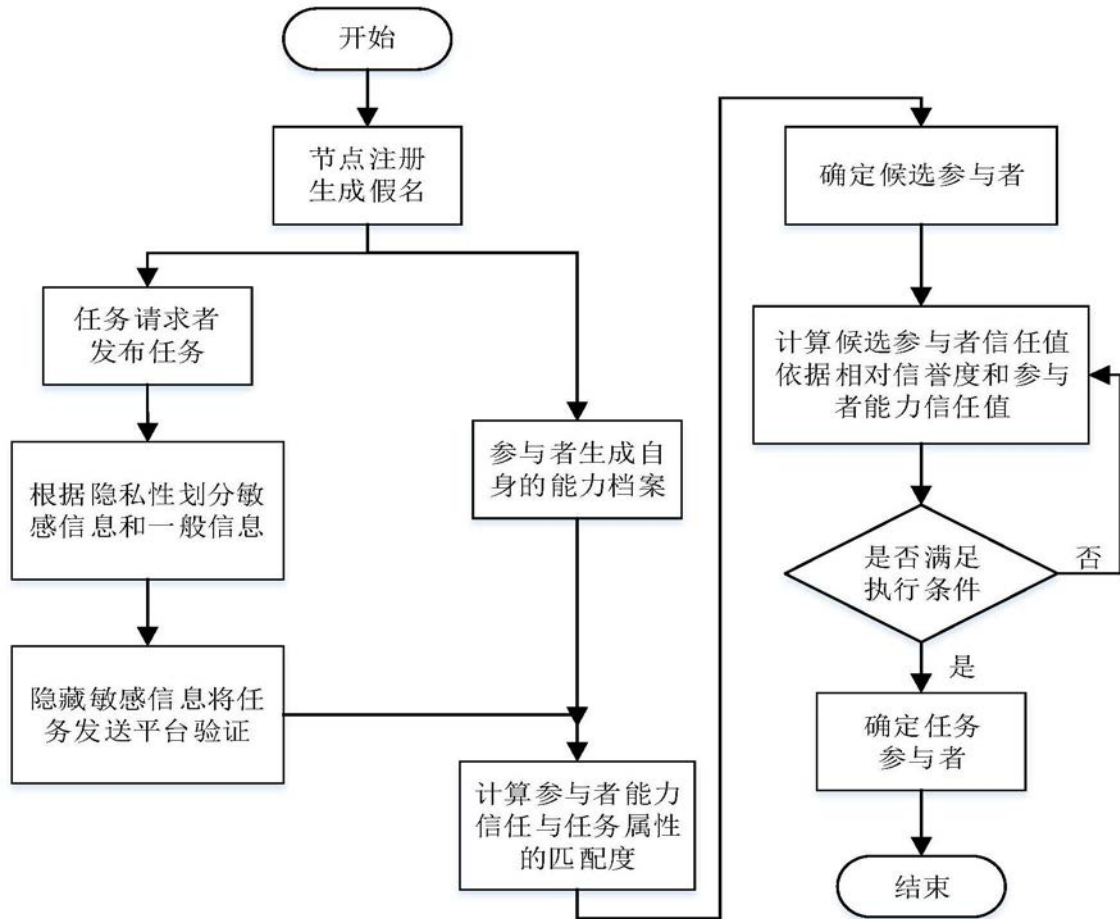 开始
节点注册
生成假名
任务请求者
发布任务
根据隐私性划分敏
感信息和一般信息
隐藏敏感信息将任
务发送平台验证
参与者生成自
身的能力档案
计算参与者能力
信任与任务属性
的匹配度
确定候选参与者
计算候选参与者信任值
依据相对信誉度和参与
者能力信任值
是否满足
执行条件
否
是
确定任务
参与者
结束